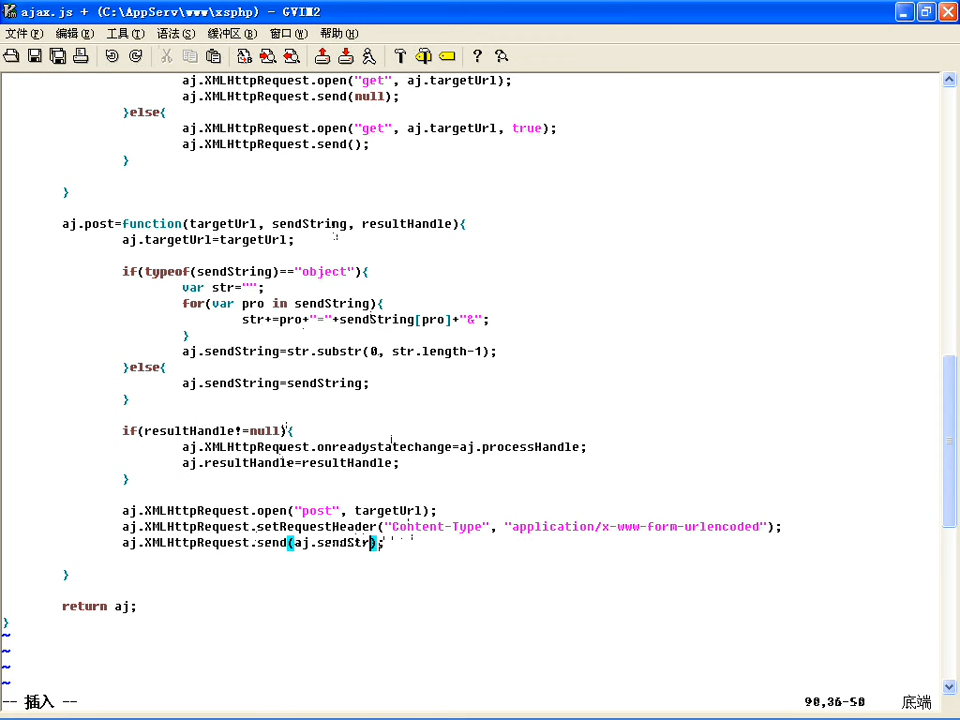 ajax.js + (C:\AppServ\www\xsphp) - GVIM2
文件(F) 编辑(E) 工具(T) 语法(S) 缓冲区(B) 窗口(W) 帮助(H)
aj.XMLHttpRequest.open("get", aj.targetUrl);
aj.XMLHttpRequest.send(null);
}else{
aj.XMLHttpRequest.open("get", aj.targetUrl, true);
aj.XMLHttpRequest.send();
}
}
aj.post=function(targetUrl, sendString, resultHandle){
aj.targetUrl=targetUrl;
if(typeof(sendString)=="object"){
var str="";
for(var pro in sendString){
str+=pro+"="+sendString[pro]+"&";
}
aj.sendString=str.substr(0, str.length-1);
}else{
aj.sendString=sendString;
}
if(resultHandle!=null){
aj.XMLHttpRequest.onreadystatechange=aj.processHandle;
aj.resultHandle=resultHandle;
}
aj.XMLHttpRequest.open("post", targetUrl);
aj.XMLHttpRequest.setRequestHeader("Content-Type", "application/x-www-form-urlencoded");
aj.XMLHttpRequest.send(aj.sendStr);
}
return aj;
}
~
~
~
~
-- 插入 -- 90,36-50 底端